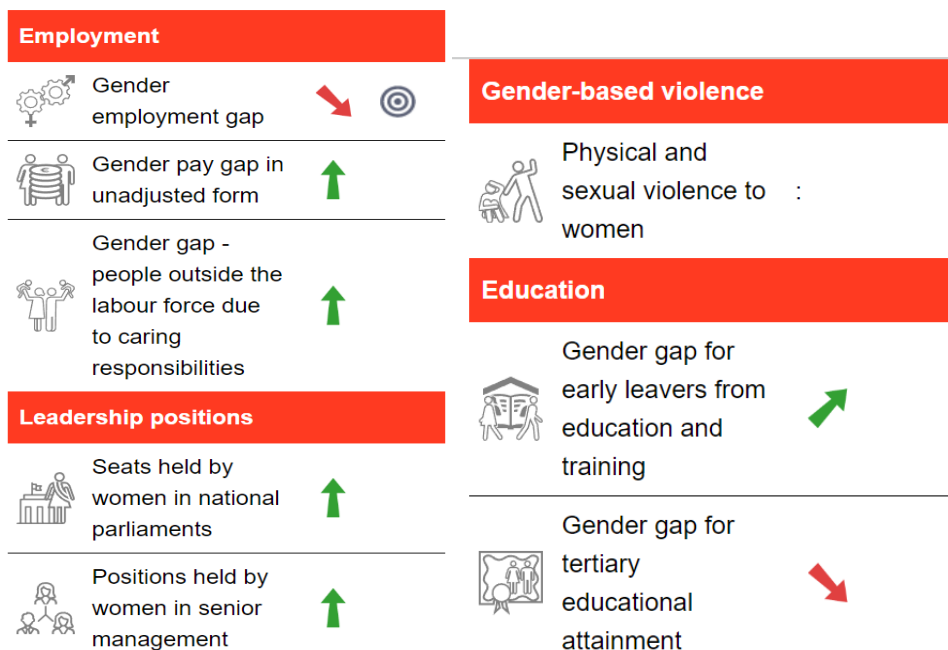 Employment
Gender
employment gap
Gender pay gap in
unadjusted form
Gender gap -
people outside the
labour force due
to caring
responsibilities
Leadership positions
Seats held by
women in national
parliaments
Positions held by
women in senior
management
Gender-based violence
Physical and
sexual violence to :
women
Education
Gender gap for
early leavers from
education and
training
Gender gap for
tertiary
educational
attainment